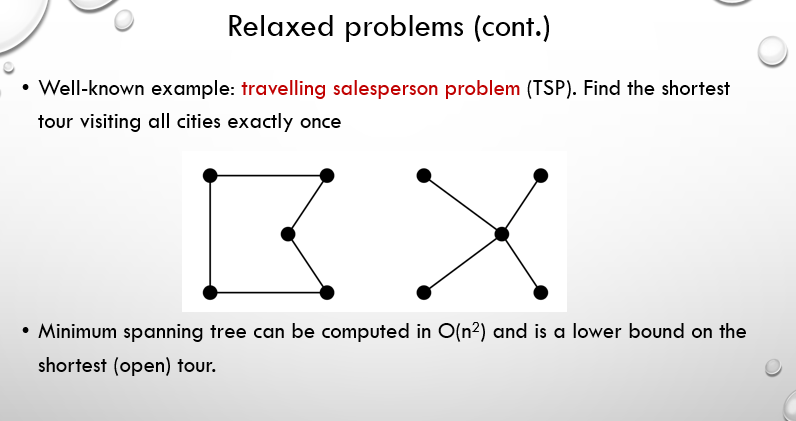 Relaxed problems (cont.)
• Well-known example: travelling salesperson problem (TSP). Find the shortest
tour visiting all cities exactly once
• Minimum spanning tree can be computed in O(n²) and is a lower bound on the
shortest (open) tour.